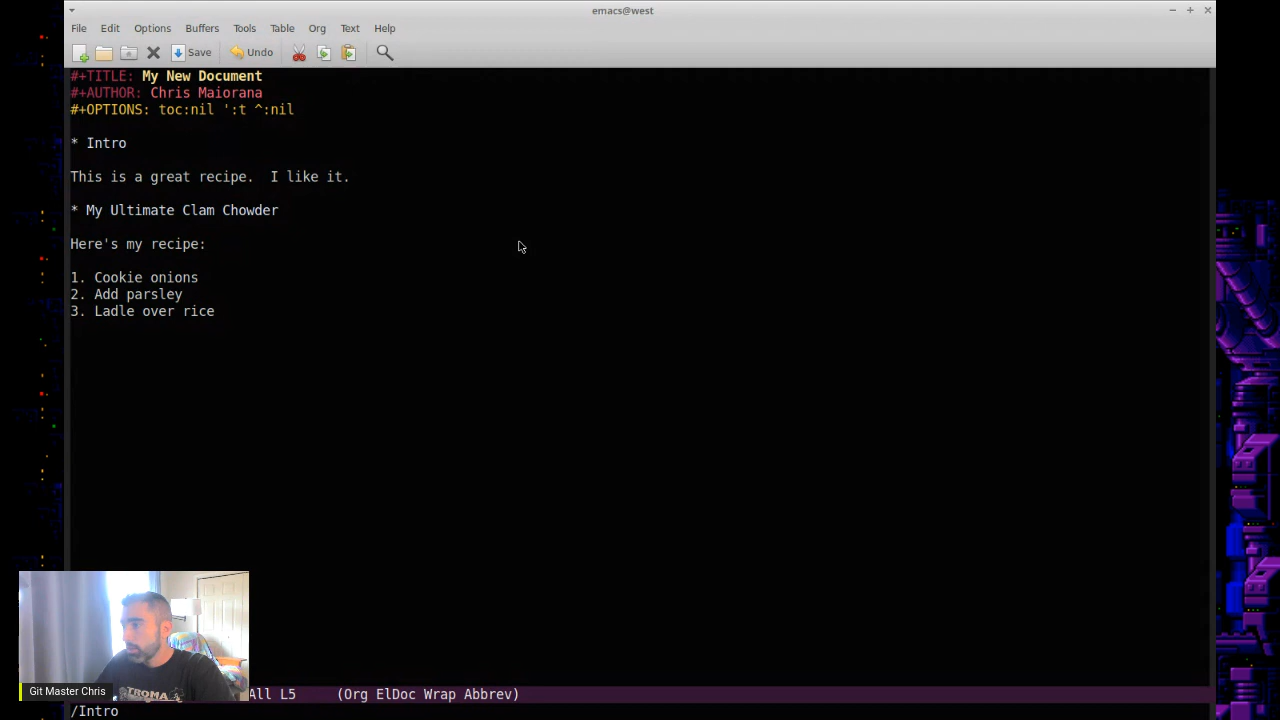 emacs@west
File Edit Options Buffers Tools Table Org Text Help
Save Undo
#+TITLE: My New Document
#+AUTHOR: Chris Maiorana
#+OPTIONS: toc:nil ':t ^:nil
* Intro
This is a great recipe.  I like it.
* My Ultimate Clam Chowder
Here's my recipe:
1. Cookie onions
2. Add parsley
3. Ladle over rice
TROMA
Git Master Chris
All L5     (Org ElDoc Wrap Abbrev)
/Intro